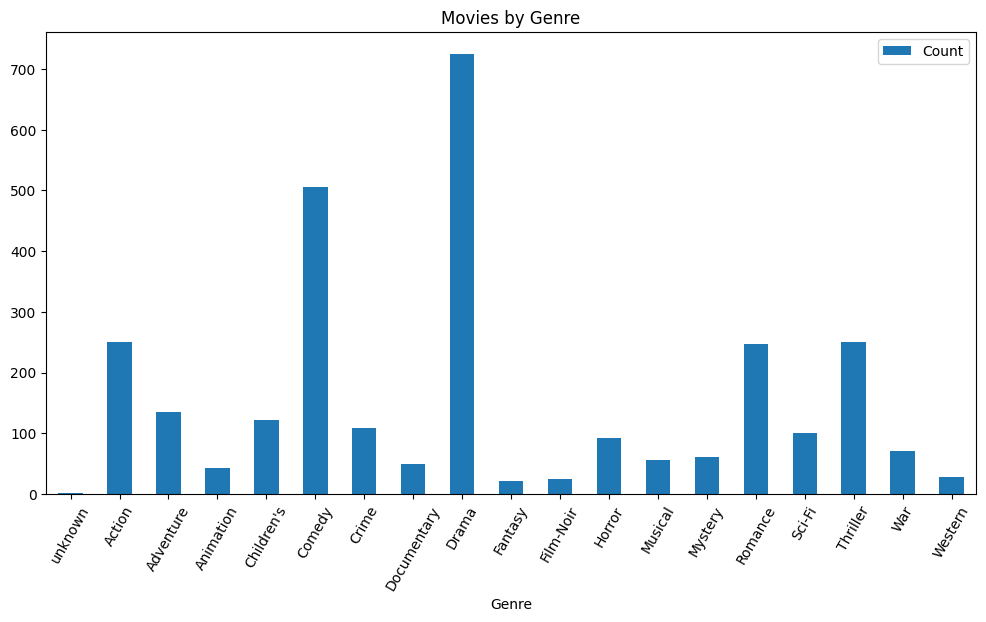 Movies by Genre
Count
700
600
500
400
300
200
100
0
unknown
Action
Adventure
Animation
Children's
Comedy
Crime
Documentary
Drama
Fantasy
Film-Noir
Horror
Musical
Mystery
Romance
Sci-Fi
Thriller
War
Western
Genre